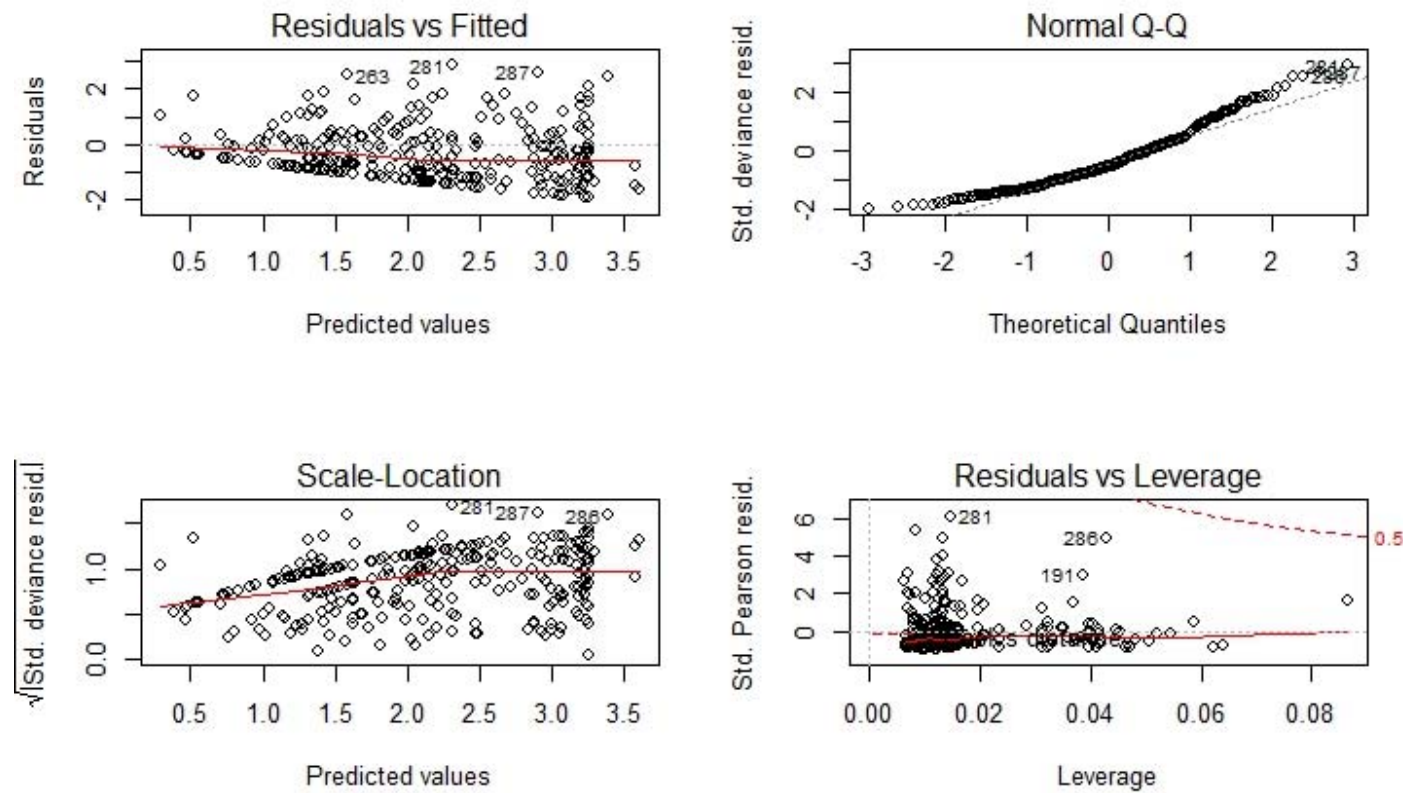 Residuals vs Fitted
Residuals
2
0
-2
263
281
287
0.5 1.0 1.5 2.0 2.5 3.0 3.5
Predicted values
Normal Q-Q
Std. deviance resid.
2
0
-2
-3 -2 -1 0 1 2 3
Theoretical Quantiles
Scale-Location
√|Std. deviance resid.|
1.0
0.0
281
287
286
0.5 1.0 1.5 2.0 2.5 3.0 3.5
Predicted values
Residuals vs Leverage
Std. Pearson resid.
6
4
2
0
281
286
191
0.5
0.00 0.02 0.04 0.06 0.08
Leverage